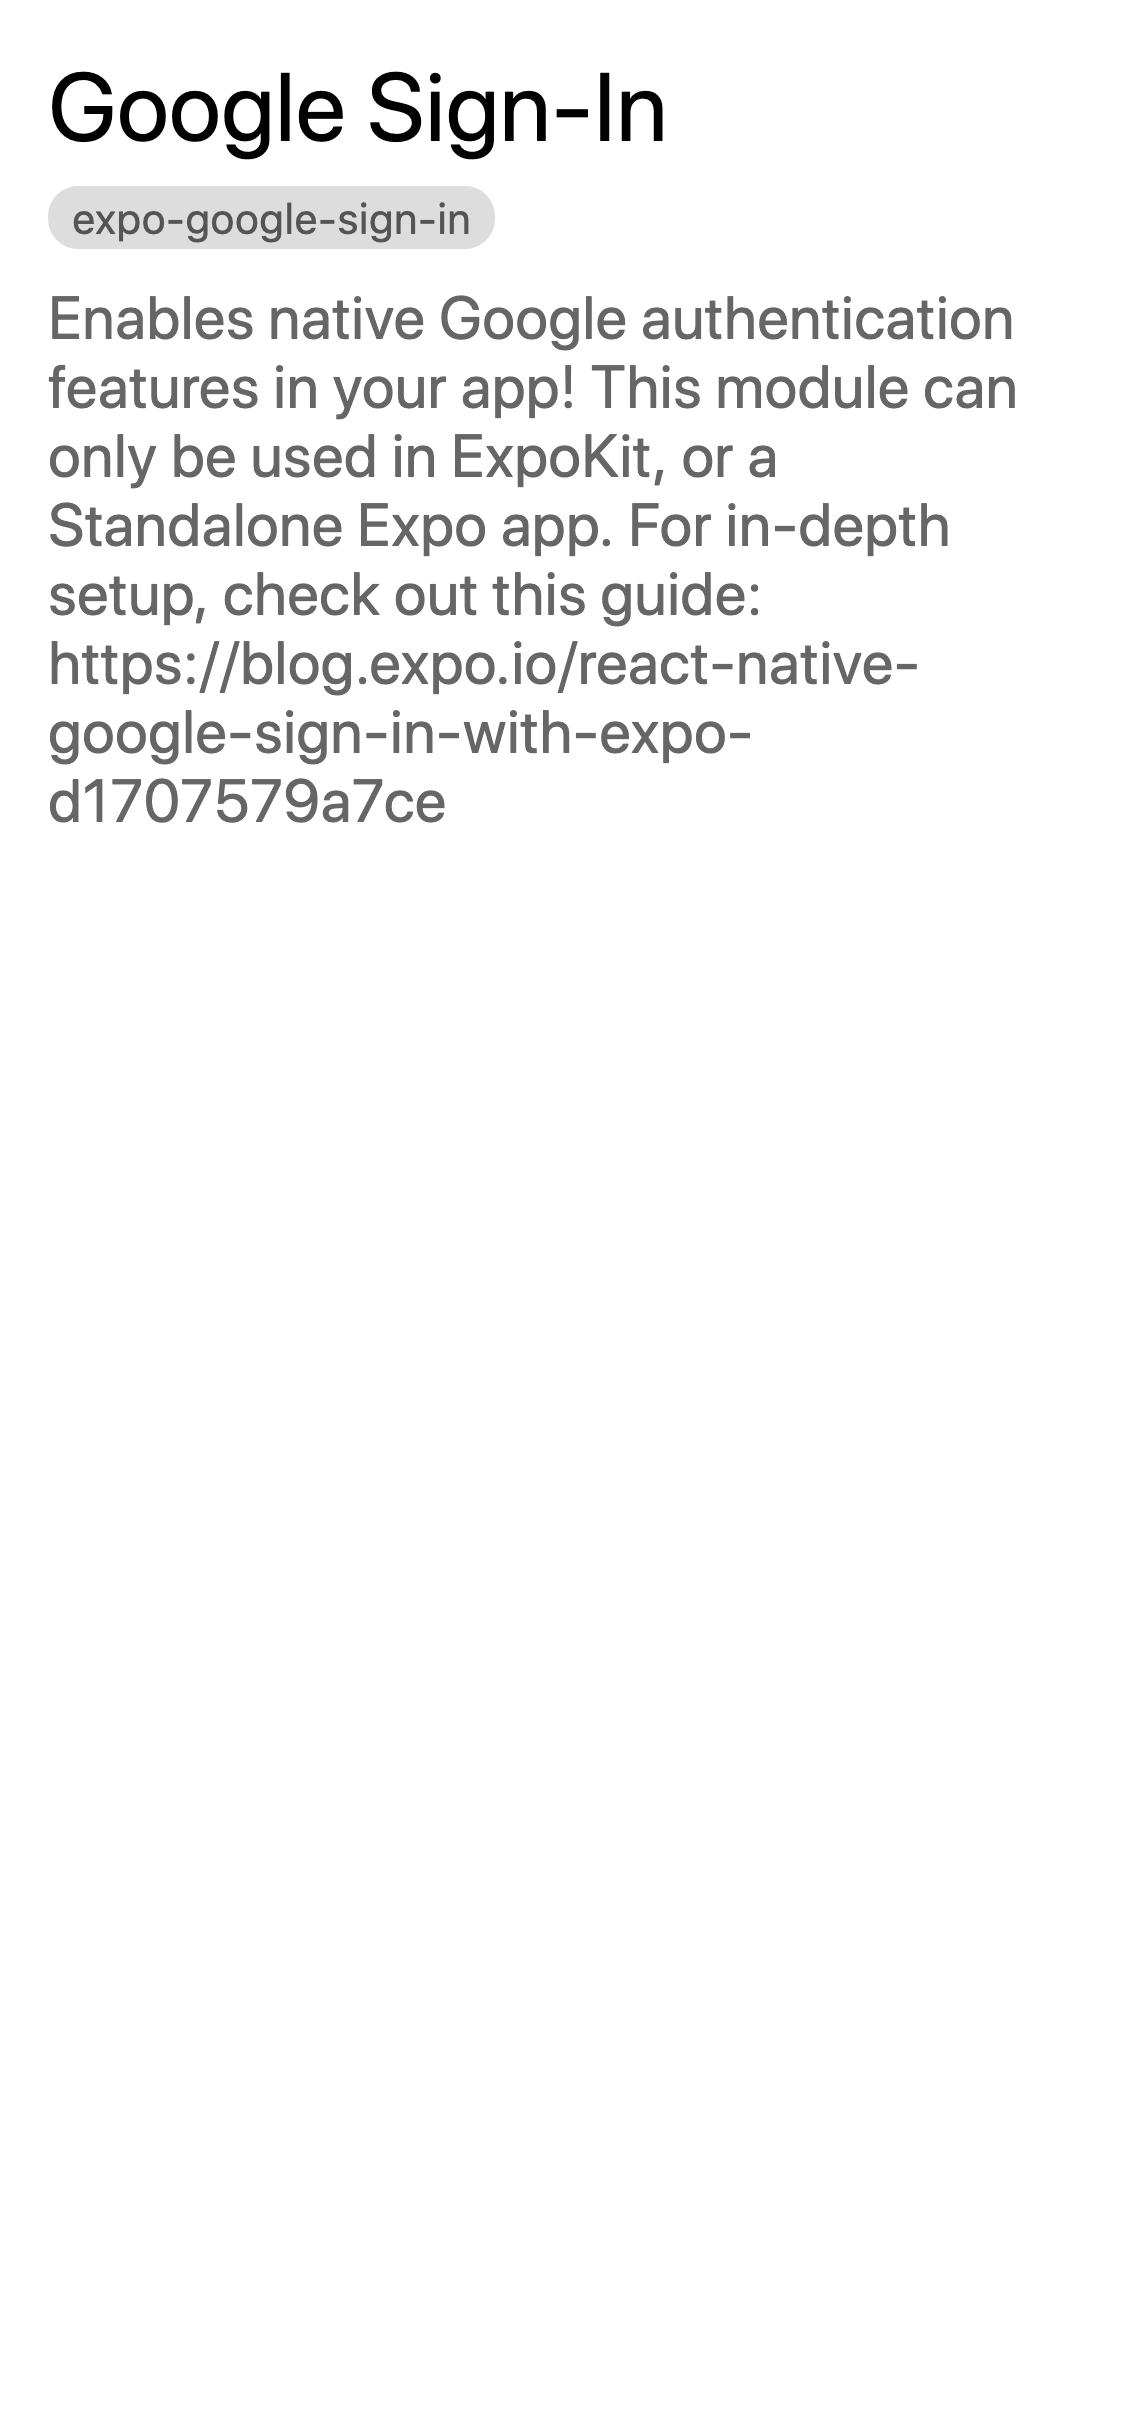 Google Sign-In
expo-google-sign-in
Enables native Google authentication
features in your app! This module can
only be used in ExpoKit, or a
Standalone Expo app. For in-depth
setup, check out this guide:
https://blog.expo.io/react-native-
google-sign-in-with-expo-
d1707579a7ce